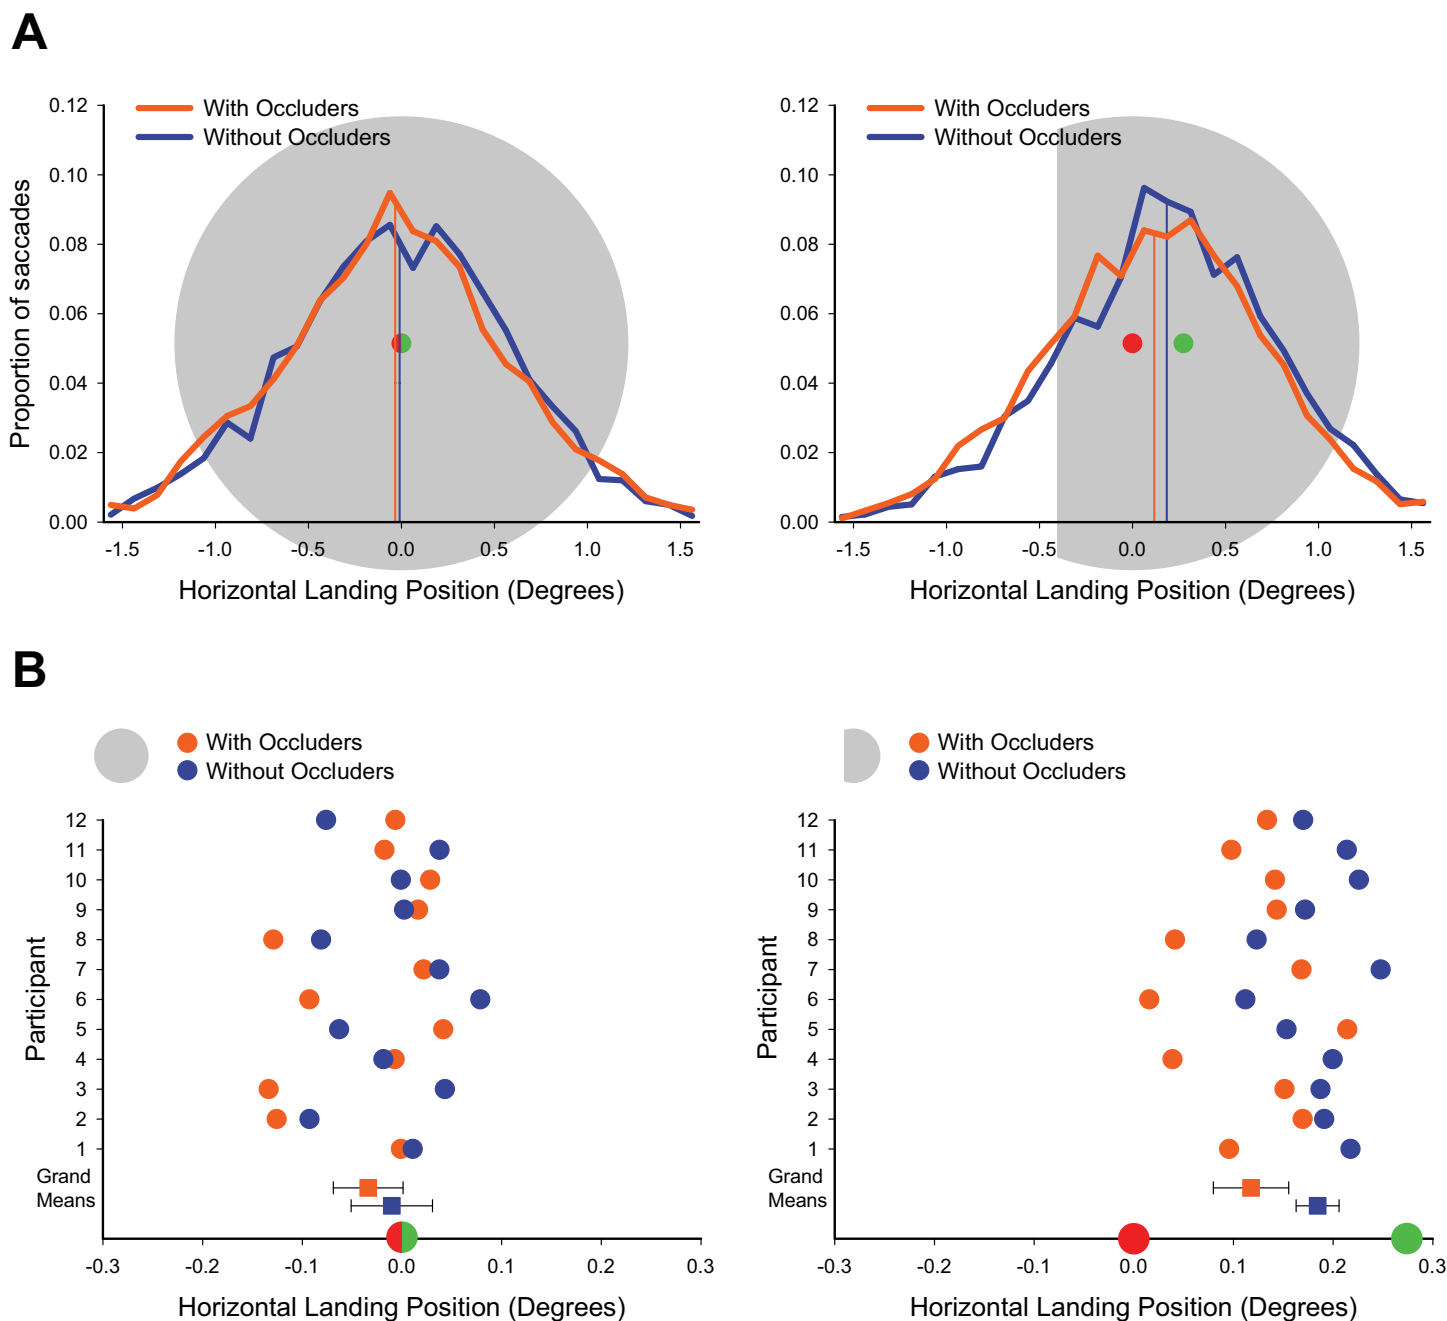 A
With Occluders
Without Occluders
0.12
0.10
0.08
0.06
0.04
0.02
0.00
Proportion of saccades
-1.5 -1.0 -0.5 0.0 0.5 1.0 1.5
Horizontal Landing Position (Degrees)
With Occluders
Without Occluders
0.12
0.10
0.08
0.06
0.04
0.02
0.00
-1.5 -1.0 -0.5 0.0 0.5 1.0 1.5
Horizontal Landing Position (Degrees)
B
With Occluders
Without Occluders
12
11
10
9
8
7
6
5
4
3
2
1
Participant
Grand
Means
-0.3 -0.2 -0.1 0.0 0.1 0.2 0.3
Horizontal Landing Position (Degrees)
With Occluders
Without Occluders
12
11
10
9
8
7
6
5
4
3
2
1
Participant
Grand
Means
-0.3 -0.2 -0.1 0.0 0.1 0.2 0.3
Horizontal Landing Position (Degrees)